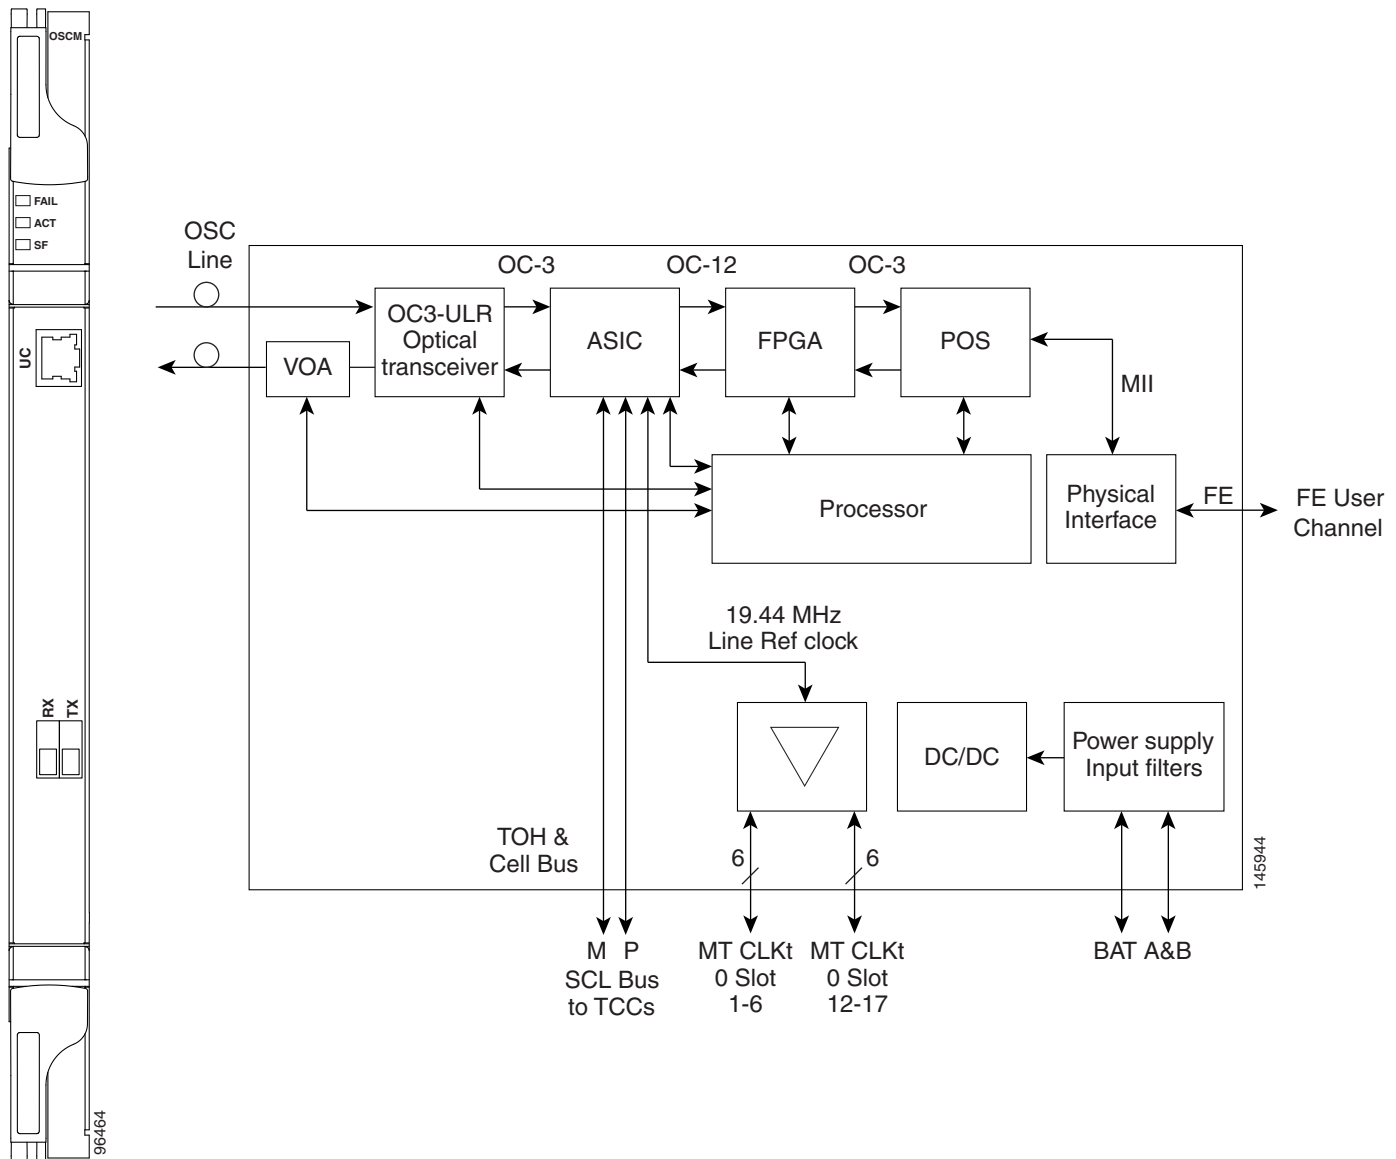 OSCM
FAIL
ACT
SF
UC
RX
TX
96464
OSC
Line
OC-3
OC-12
OC-3
VOA
OC3-ULR
Optical
transceiver
ASIC
FPGA
POS
MII
Processor
Physical
Interface
FE
FE User
Channel
19.44 MHz
Line Ref clock
DC/DC
Power supply
Input filters
TOH &
Cell Bus
6
6
145944
M P
SCL Bus
to TCCs
MT CLKt
0 Slot
1-6
MT CLKt
0 Slot
12-17
BAT A&B